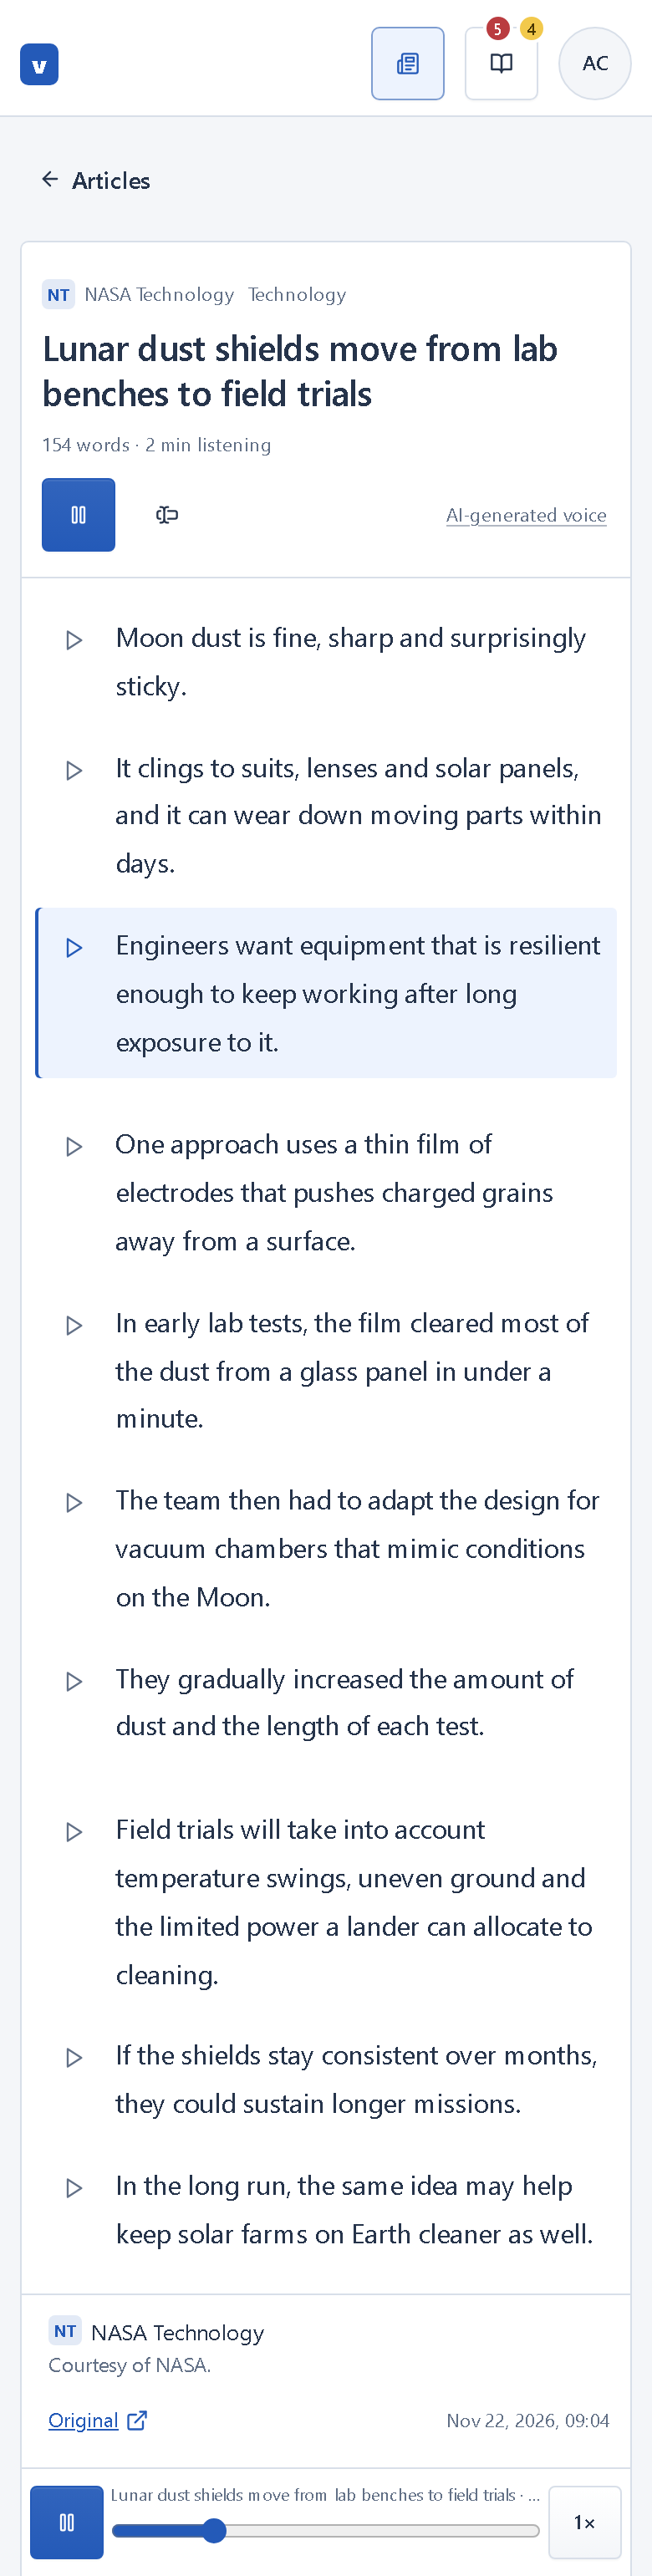 v
5
4
AC
Articles
NT NASA Technology Technology
Lunar dust shields move from lab
benches to field trials
154 words · 2 min listening
AI-generated voice
Moon dust is fine, sharp and surprisingly
sticky.
It clings to suits, lenses and solar panels,
and it can wear down moving parts within
days.
Engineers want equipment that is resilient
enough to keep working after long
exposure to it.
One approach uses a thin film of
electrodes that pushes charged grains
away from a surface.
In early lab tests, the film cleared most of
the dust from a glass panel in under a
minute.
The team then had to adapt the design for
vacuum chambers that mimic conditions
on the Moon.
They gradually increased the amount of
dust and the length of each test.
Field trials will take into account
temperature swings, uneven ground and
the limited power a lander can allocate to
cleaning.
If the shields stay consistent over months,
they could sustain longer missions.
In the long run, the same idea may help
keep solar farms on Earth cleaner as well.
NT NASA Technology
Courtesy of NASA.
Original
Nov 22, 2026, 09:04
Lunar dust shields move from lab benches to field trials · ...
1×